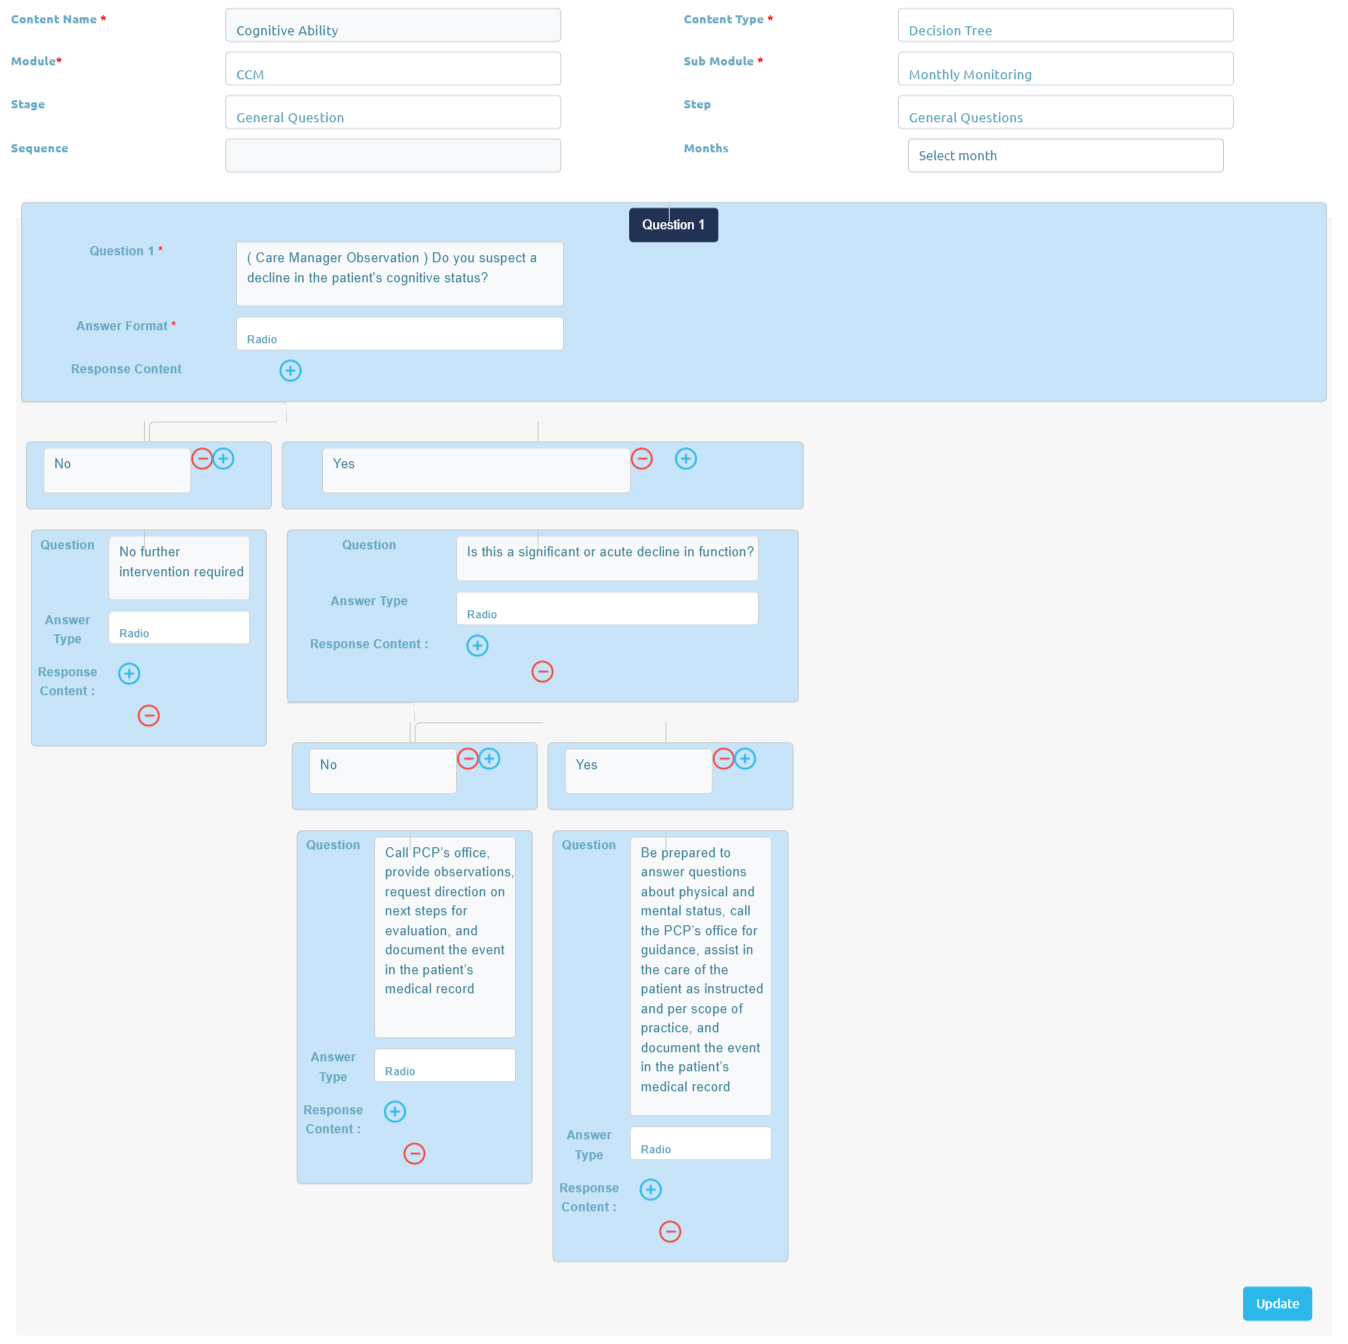 Content Name *
Cognitive Ability
Content Type *
Decision Tree
Module*
CCM
Sub Module *
Monthly Monitoring
Stage
General Question
Step
General Questions
Sequence
Months
Select month
Question 1
Question 1 *
( Care Manager Observation ) Do you suspect a
decline in the patient's cognitive status?
Answer Format *
Radio
Response Content
No
Yes
Question
No further
intervention required
Answer
Type
Radio
Response
Content :
Question
Is this a significant or acute decline in function?
Answer Type
Radio
Response Content :
No
Yes
Question
Call PCP's office,
provide observations,
request direction on
next steps for
evaluation, and
document the event
in the patient's
medical record
Answer
Type
Radio
Response
Content :
Question
Be prepared to
answer questions
about physical and
mental status, call
the PCP's office for
guidance, assist in
the care of the
patient as instructed
and per scope of
practice, and
document the event
in the patient's
medical record
Answer
Type
Radio
Response
Content :
Update